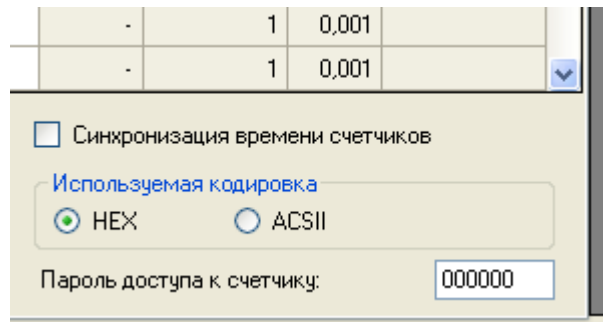 - 1 0,001
- 1 0,001
Синхронизация времени счетчиков
Используемая кодировка
HEX ACSII
Пароль доступа к счетчику: 000000